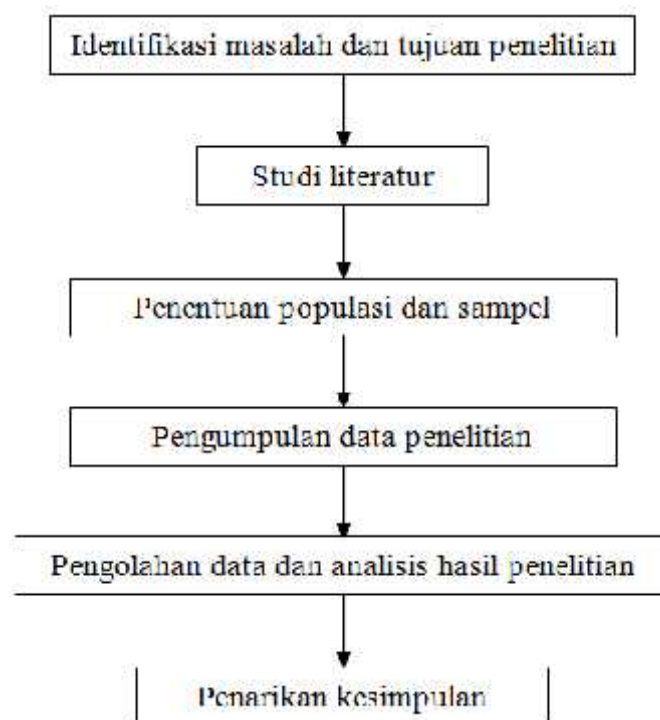 Identifikasi masalah dan tujuan penelitian
Studi literatur
Penentuan populasi dan sampel
Pengumpulan data penelitian
Pengolahan data dan analisis hasil penelitian
Penarikan kesimpulan